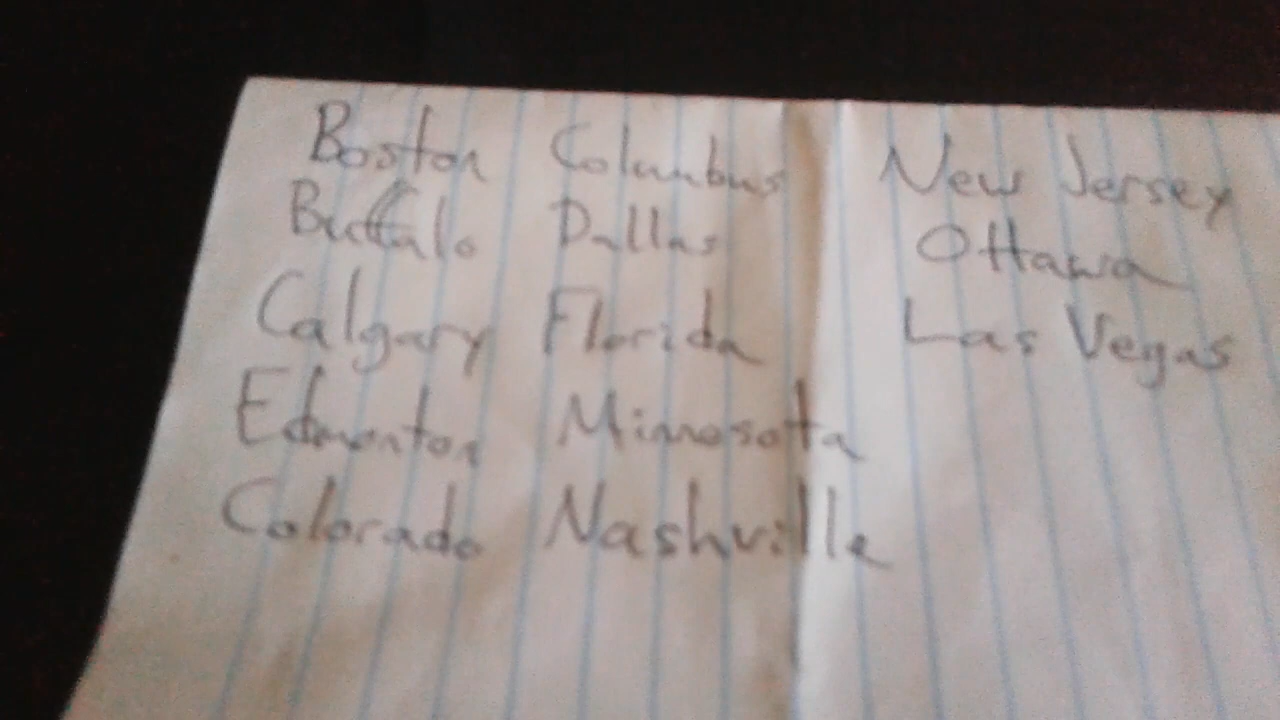 Boston Columbus New Jersey
Buffalo Dallas Ottawa
Calgary Florida Las Vegas
Edmonton Minnesota
Colorado Nashville